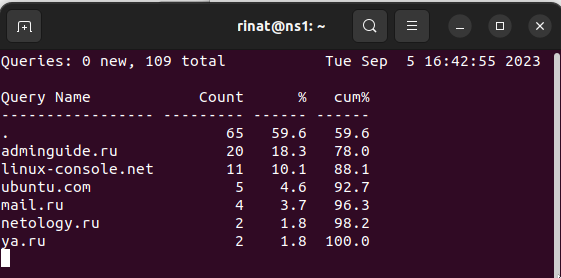 rinat@ns1: ~
Queries: 0 new, 109 total Tue Sep  5 16:42:55 2023
Query Name Count % cum%
----------------- --------- ------ ------
. 65 59.6 59.6
adminguide.ru 20 18.3 78.0
linux-console.net 11 10.1 88.1
ubuntu.com 5 4.6 92.7
mail.ru 4 3.7 96.3
netology.ru 2 1.8 98.2
ya.ru 2 1.8 100.0